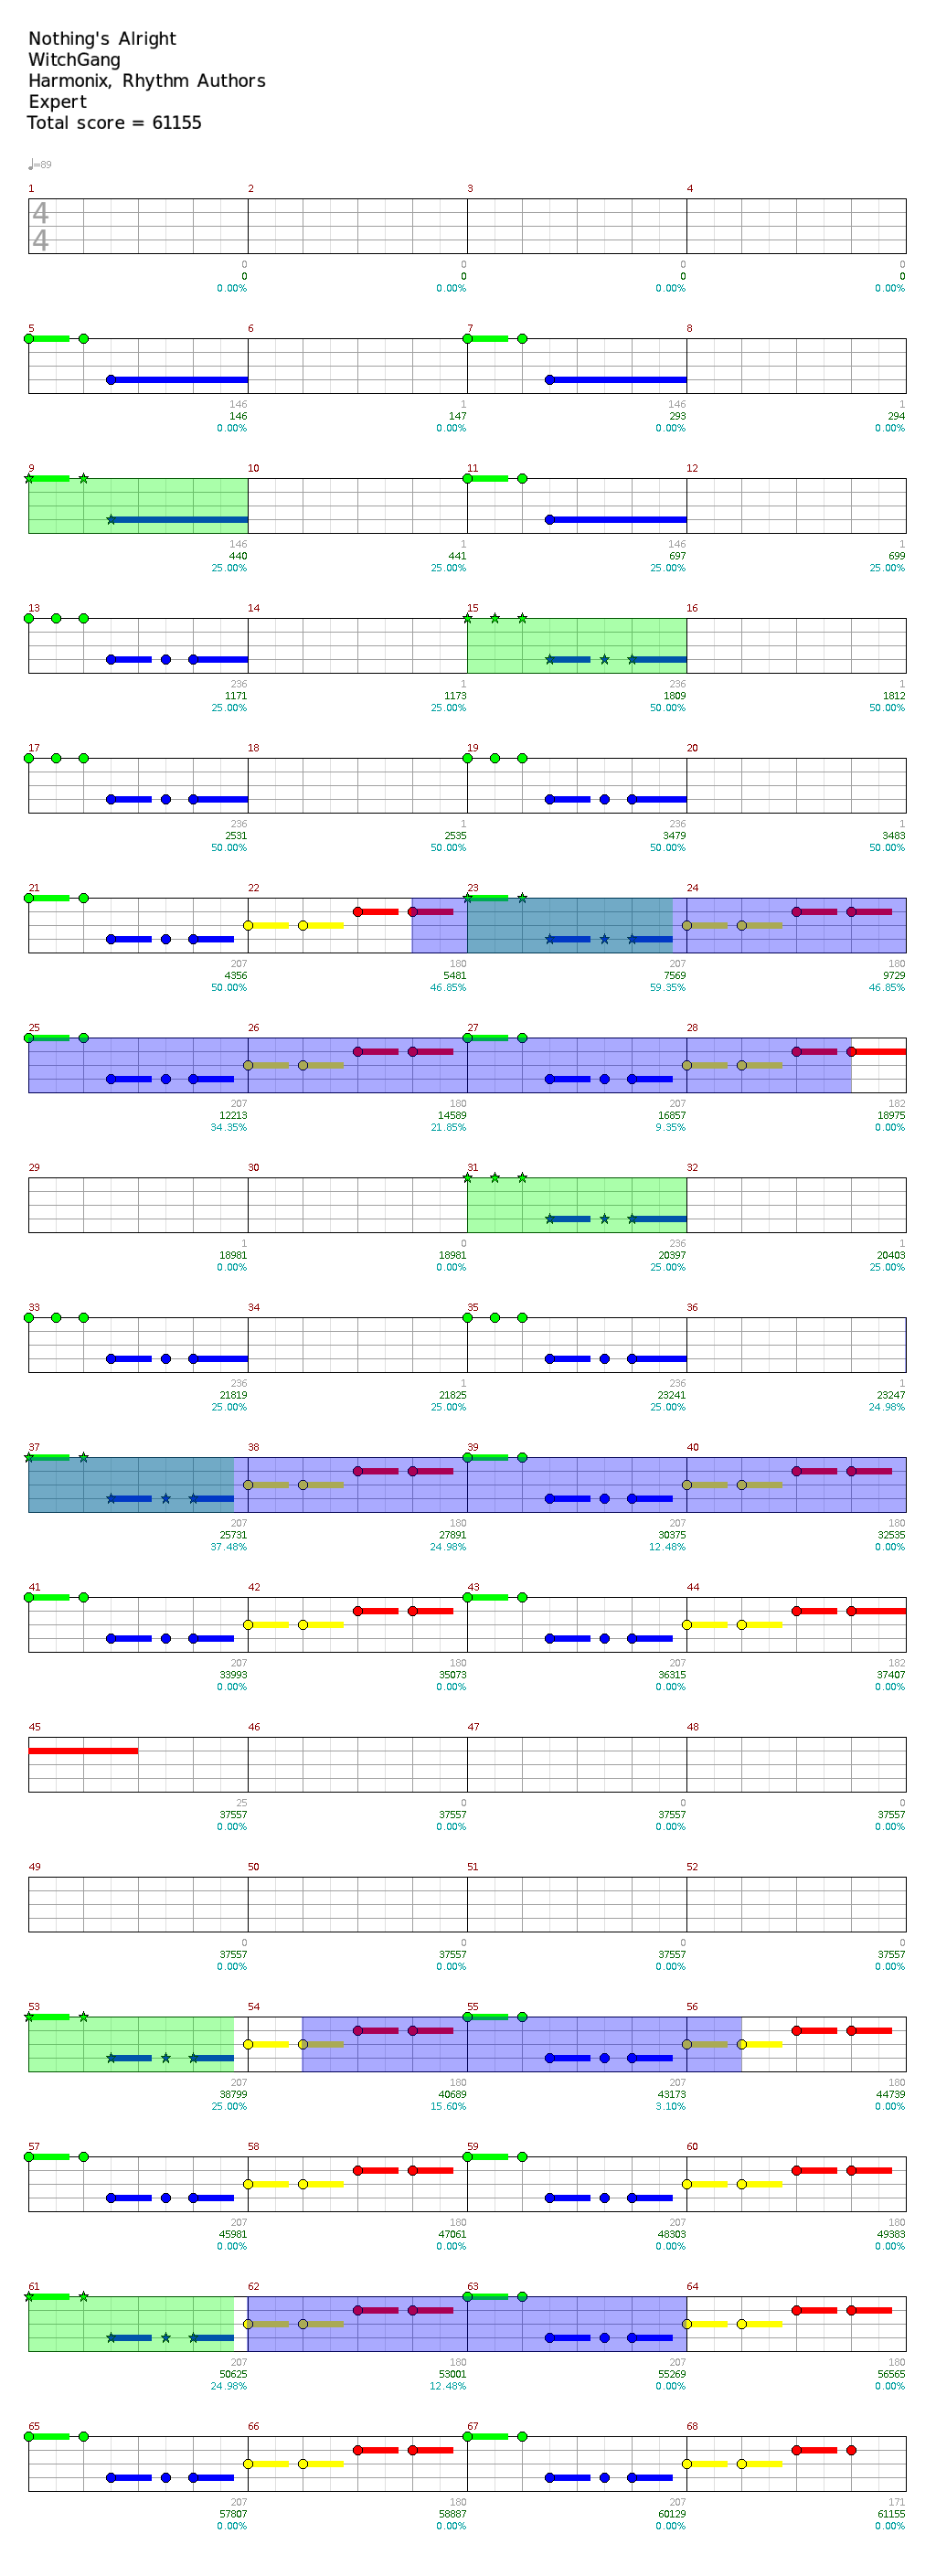 Nothing's Alright
WitchGang
Harmonix, Rhythm Authors
Expert
Total score = 61155
♩=89
1 2 3 4
4
4
0 0 0 0
0 0 0 0
0.00% 0.00% 0.00% 0.00%
5 6 7 8
146 1 146 1
146 147 293 294
0.00% 0.00% 0.00% 0.00%
9 10 11 12
146 1 146 1
440 441 697 699
25.00% 25.00% 25.00% 25.00%
13 14 15 16
236 1 236 1
1171 1173 1809 1812
25.00% 25.00% 50.00% 50.00%
17 18 19 20
236 1 236 1
2531 2535 3479 3483
50.00% 50.00% 50.00% 50.00%
21 22 23 24
207 180 207 180
4356 5481 7569 9729
50.00% 46.85% 59.35% 46.85%
25 26 27 28
207 180 207 182
12213 14589 16857 18975
34.35% 21.85% 9.35% 0.00%
29 30 31 32
1 0 236 1
18981 18981 20397 20403
0.00% 0.00% 25.00% 25.00%
33 34 35 36
236 1 236 1
21819 21825 23241 23247
25.00% 25.00% 25.00% 24.98%
37 38 39 40
207 180 207 180
25731 27891 30375 32535
37.48% 24.98% 12.48% 0.00%
41 42 43 44
207 180 207 182
33993 35073 36315 37407
0.00% 0.00% 0.00% 0.00%
45 46 47 48
25 0 0 0
37557 37557 37557 37557
0.00% 0.00% 0.00% 0.00%
49 50 51 52
0 0 0 0
37557 37557 37557 37557
0.00% 0.00% 0.00% 0.00%
53 54 55 56
207 180 207 180
38799 40689 43173 44739
25.00% 15.60% 3.10% 0.00%
57 58 59 60
207 180 207 180
45981 47061 48303 49383
0.00% 0.00% 0.00% 0.00%
61 62 63 64
207 180 207 180
50625 53001 55269 56565
24.98% 12.48% 0.00% 0.00%
65 66 67 68
207 180 207 171
57807 58887 60129 61155
0.00% 0.00% 0.00% 0.00%